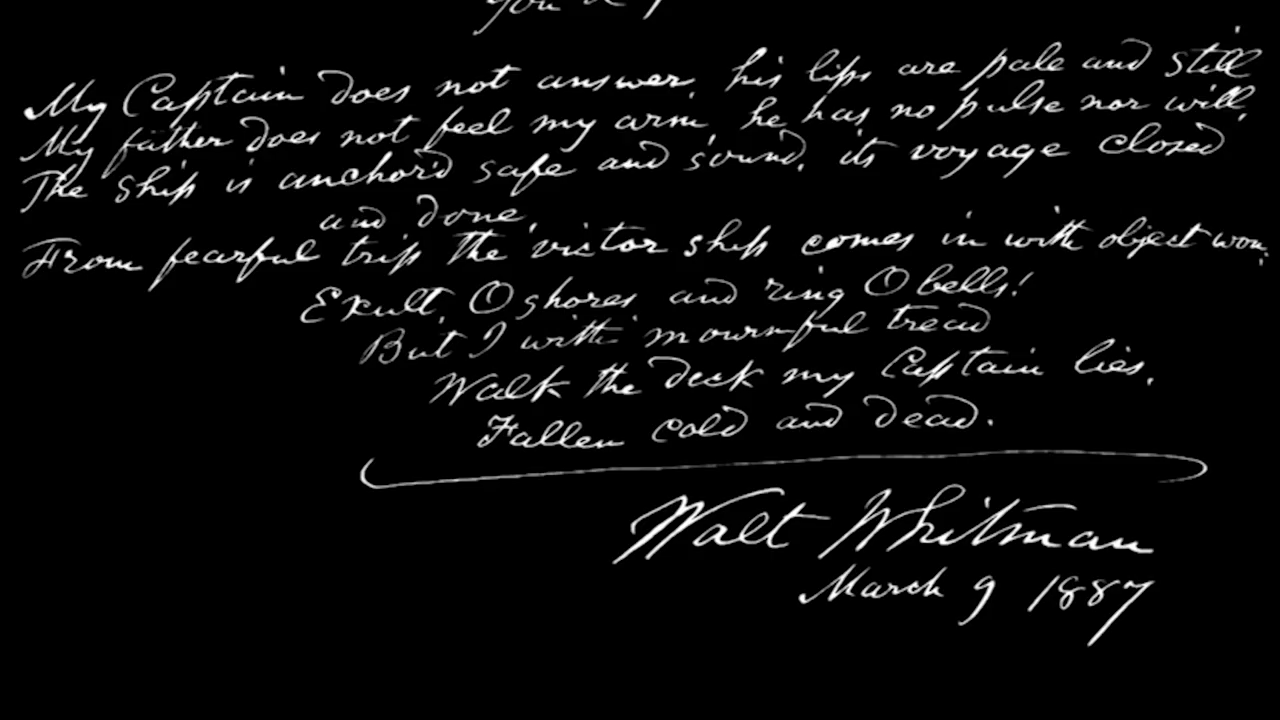 My Captain does not answer, his lips are pale and still
My father does not feel my arm, he has no pulse nor will,
The ship is anchor'd safe and sound, its voyage closed
and done,
From fearful trip the victor ship comes in with object won;
Exult, O shores and ring O bells!
But I with mournful tread
Walk the deck my Captain lies,
Fallen cold and dead.
Walt Whitman
March 9 1887